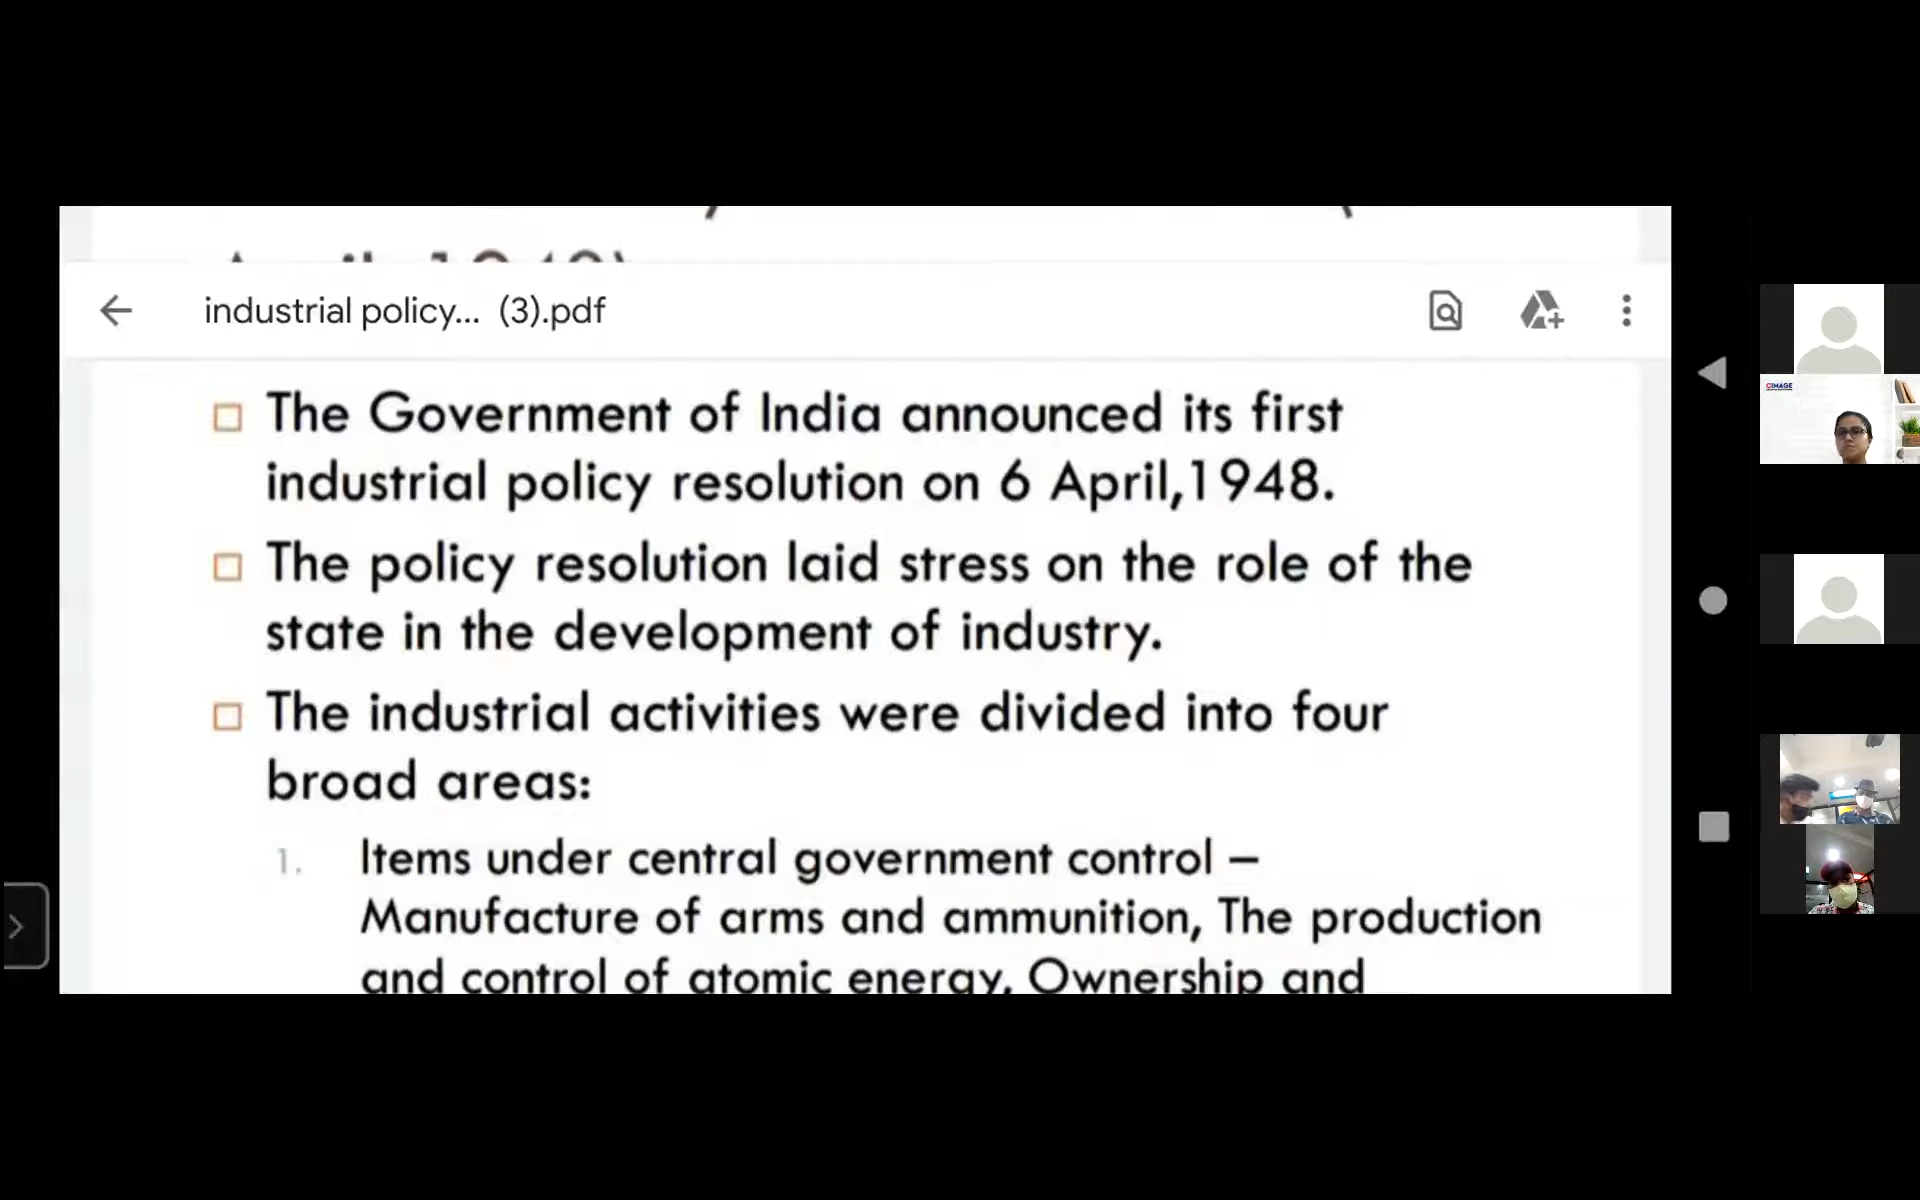 industrial policy... (3).pdf
The Government of India announced its first
industrial policy resolution on 6 April,1948.
The policy resolution laid stress on the role of the
state in the development of industry.
The industrial activities were divided into four
broad areas:
1. Items under central government control –
Manufacture of arms and ammunition, The production
and control of atomic energy, Ownership and
CIMAGE